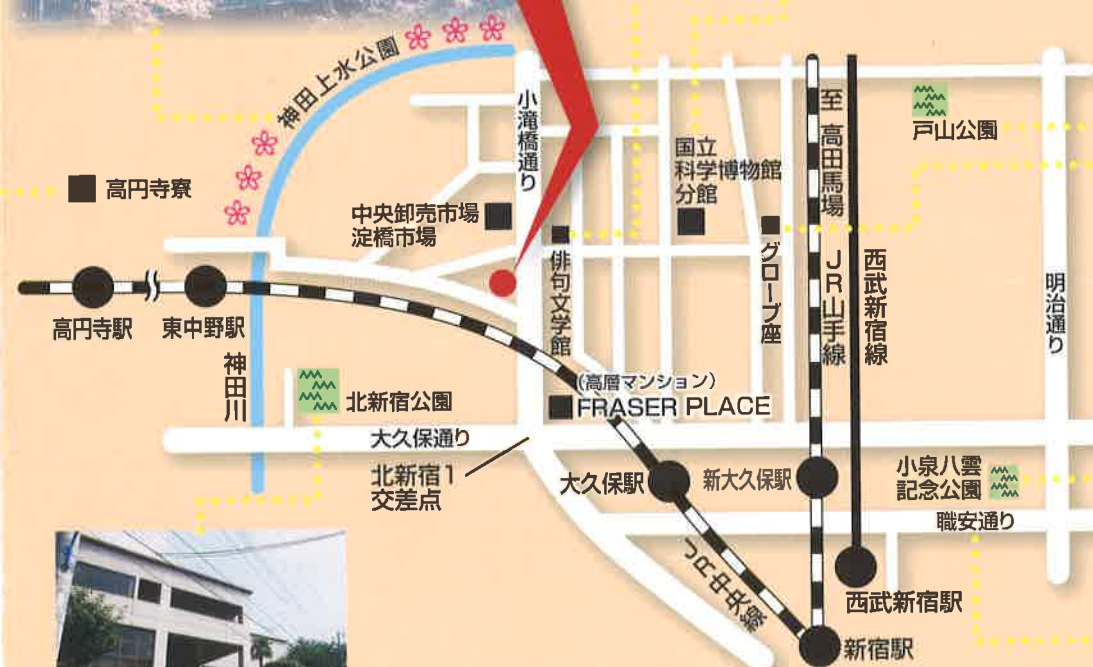 神田上水公園
小滝橋通り
至 高田馬場
戸山公園
国立
科学博物館
分館
高円寺寮
中央卸売市場
淀橋市場
俳句文学館
グローブ座
JR山手線
西武新宿線
明治通り
高円寺駅
東中野駅
神田川
(高層マンション)
FRASER PLACE
北新宿公園
大久保通り
北新宿1
交差点
大久保駅
新大久保駅
小泉八雲
記念公園
職安通り
JR中央線
西武新宿駅
新宿駅